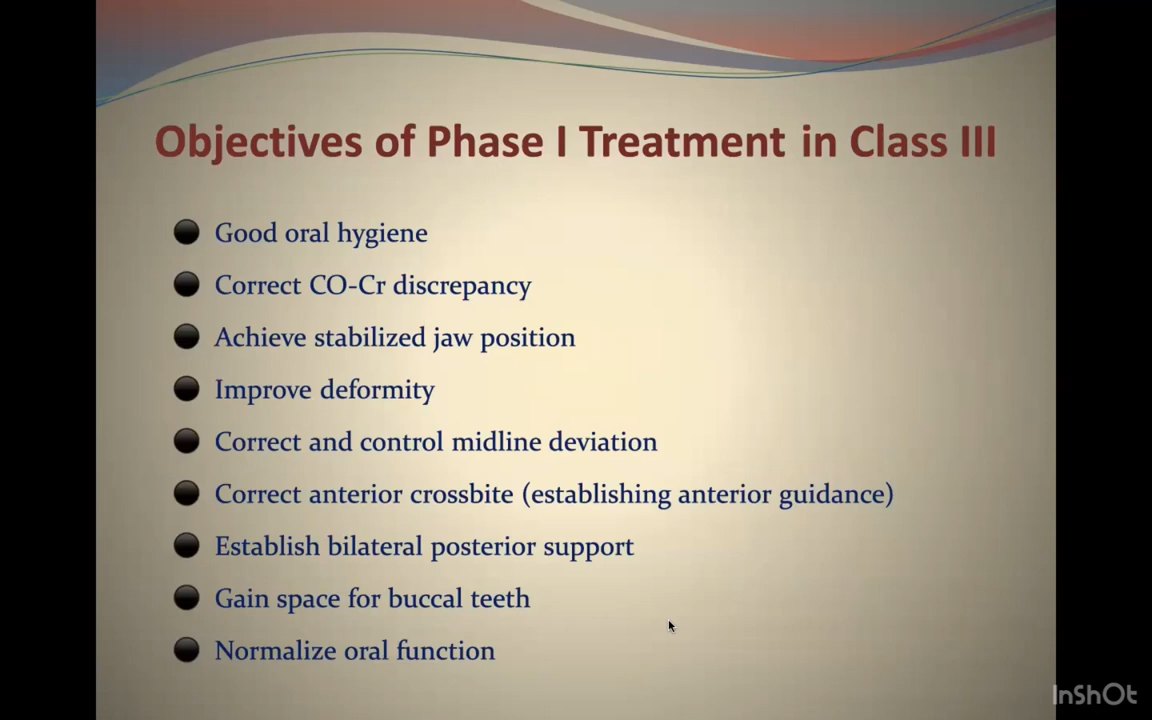 Objectives of Phase I Treatment in Class III
Good oral hygiene
Correct CO-Cr discrepancy
Achieve stabilized jaw position
Improve deformity
Correct and control midline deviation
Correct anterior crossbite (establishing anterior guidance)
Establish bilateral posterior support
Gain space for buccal teeth
Normalize oral function
InShOt